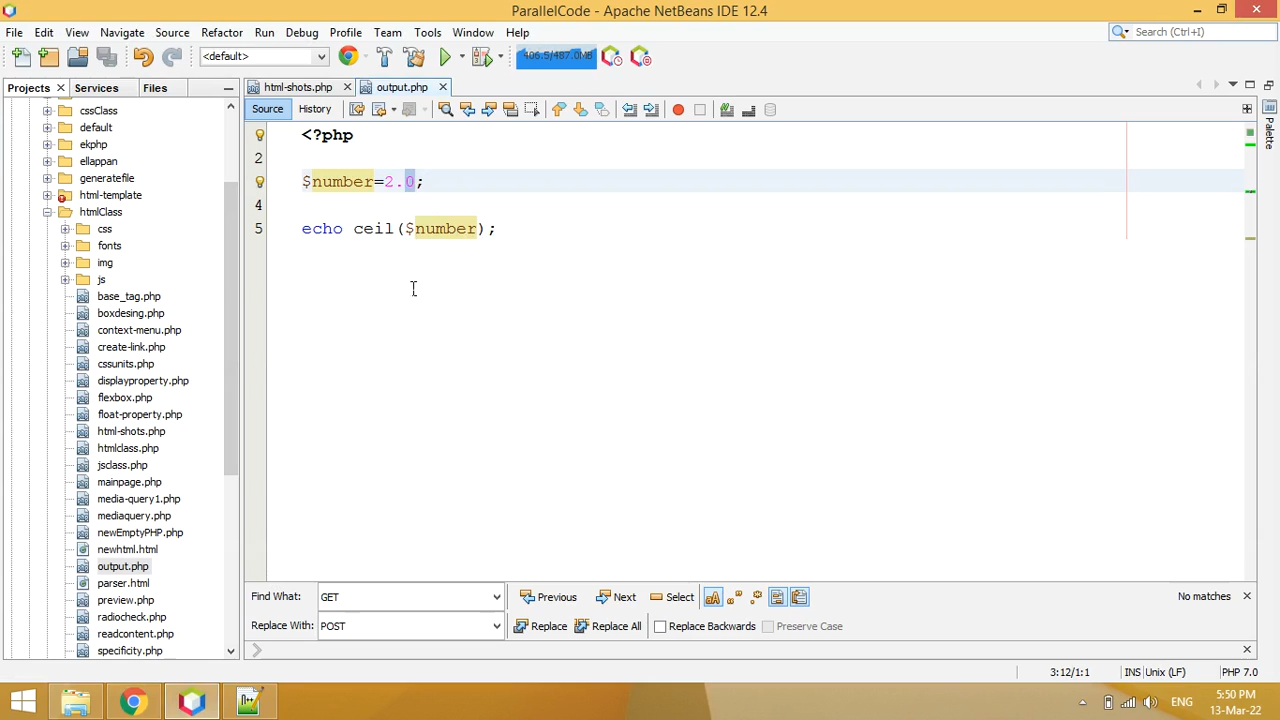 ParallelCode - Apache NetBeans IDE 12.4
File Edit View Navigate Source Refactor Run Debug Profile Team Tools Window Help
Search (Ctrl+I)
<default>
406.5/487.0MB
Projects Services Files
html-shots.php output.php
Source History
Palette
cssClass
default
ekphp
ellappan
generatefile
html-template
htmlClass
css
fonts
img
js
base_tag.php
boxdesing.php
context-menu.php
create-link.php
cssunits.php
displayproperty.php
flexbox.php
float-property.php
html-shots.php
htmlclass.php
jsclass.php
mainpage.php
media-query1.php
mediaquery.php
newEmptyPHP.php
newhtml.html
output.php
parser.html
preview.php
radiocheck.php
readcontent.php
specificity.php
<?php
2
$number=2.0;
4
5 echo ceil($number);
Find What: GET Previous Next Select No matches
Replace With: POST Replace Replace All Replace Backwards Preserve Case
3:12/1:1 INS Unix (LF) PHP 7.0
ENG
5:50 PM
13-Mar-22